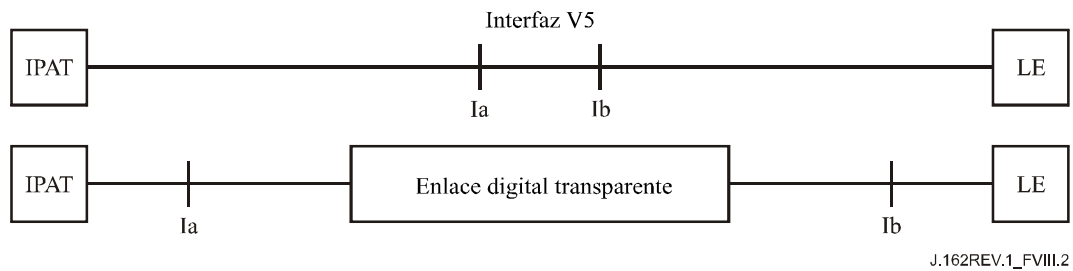 Interfaz V5
IPAT
LE
Ia
Ib
IPAT
Enlace digital transparente
LE
Ia
Ib
J.162REV.1_FVIII.2